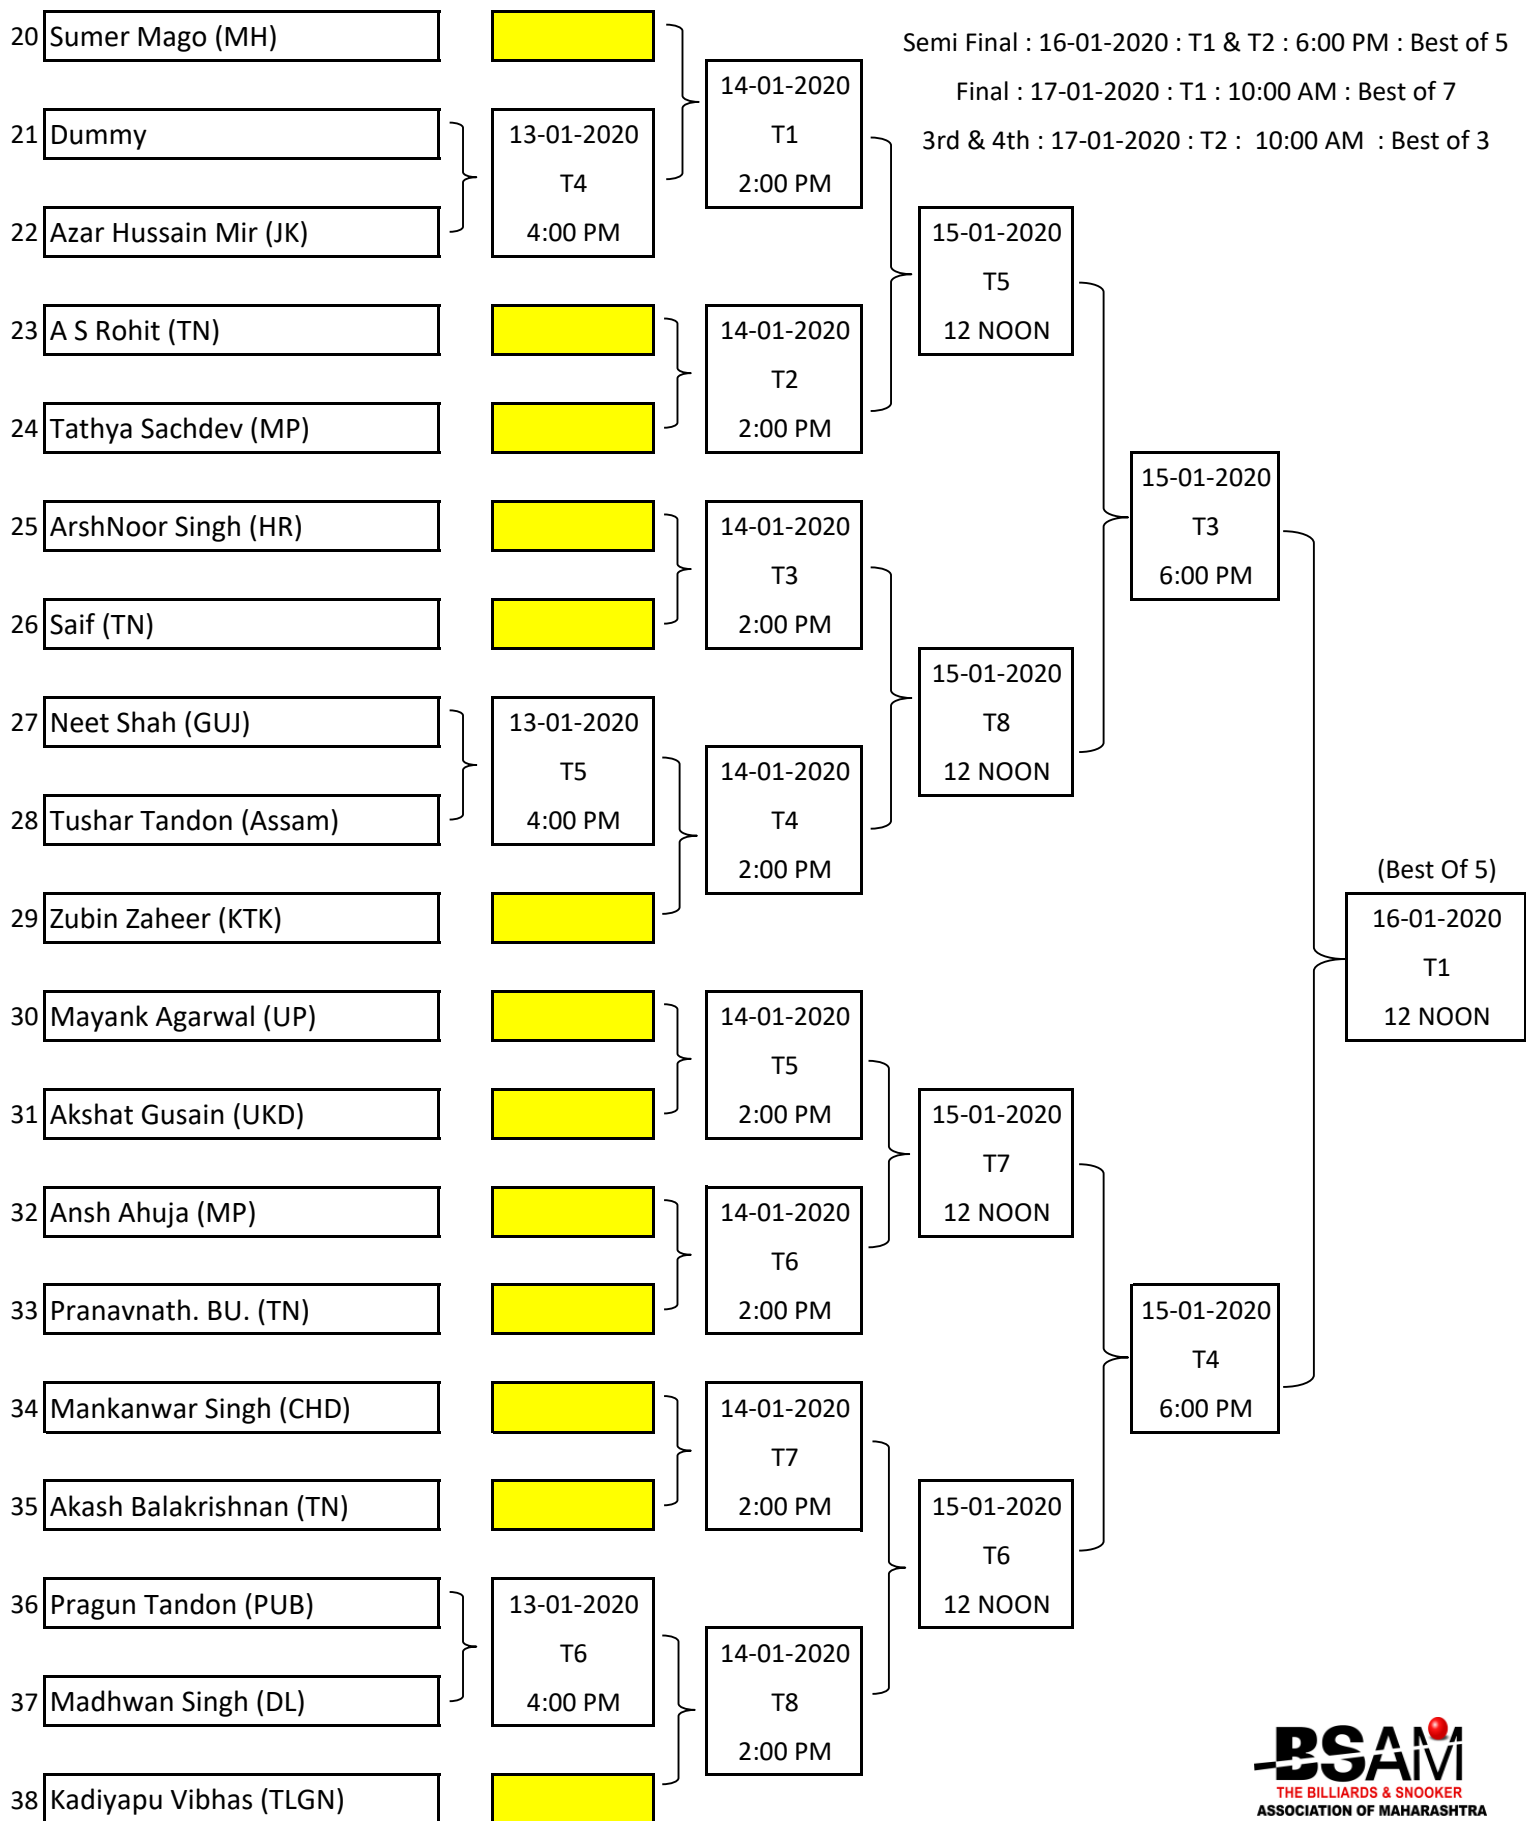 20 Sumer Mago (MH)
Semi Final : 16-01-2020 : T1 & T2 : 6:00 PM : Best of 5
14-01-2020
T1
2:00 PM
Final : 17-01-2020 : T1 : 10:00 AM : Best of 7
3rd & 4th : 17-01-2020 : T2 : 10:00 AM : Best of 3
21 Dummy
13-01-2020
T4
4:00 PM
22 Azar Hussain Mir (JK)
15-01-2020
T5
12 NOON
23 A S Rohit (TN)
14-01-2020
T2
2:00 PM
24 Tathya Sachdev (MP)
15-01-2020
T3
6:00 PM
25 ArshNoor Singh (HR)
14-01-2020
T3
2:00 PM
26 Saif (TN)
15-01-2020
T8
12 NOON
27 Neet Shah (GUJ)
13-01-2020
T5
4:00 PM
14-01-2020
T4
2:00 PM
28 Tushar Tandon (Assam)
(Best Of 5)
16-01-2020
T1
12 NOON
29 Zubin Zaheer (KTK)
30 Mayank Agarwal (UP)
14-01-2020
T5
2:00 PM
31 Akshat Gusain (UKD)
15-01-2020
T7
12 NOON
32 Ansh Ahuja (MP)
14-01-2020
T6
2:00 PM
33 Pranavnath. BU. (TN)
15-01-2020
T4
6:00 PM
34 Mankanwar Singh (CHD)
14-01-2020
T7
2:00 PM
35 Akash Balakrishnan (TN)
15-01-2020
T6
12 NOON
36 Pragun Tandon (PUB)
13-01-2020
T6
4:00 PM
14-01-2020
T8
2:00 PM
37 Madhwan Singh (DL)
38 Kadiyapu Vibhas (TLGN)
BSAM
THE BILLIARDS & SNOOKER
ASSOCIATION OF MAHARASHTRA